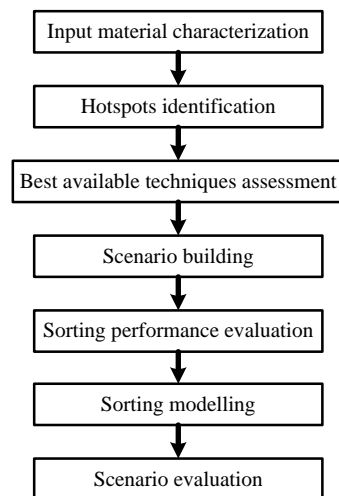 Input material characterization
Hotspots identification
Best available techniques assessment
Scenario building
Sorting performance evaluation
Sorting modelling
Scenario evaluation